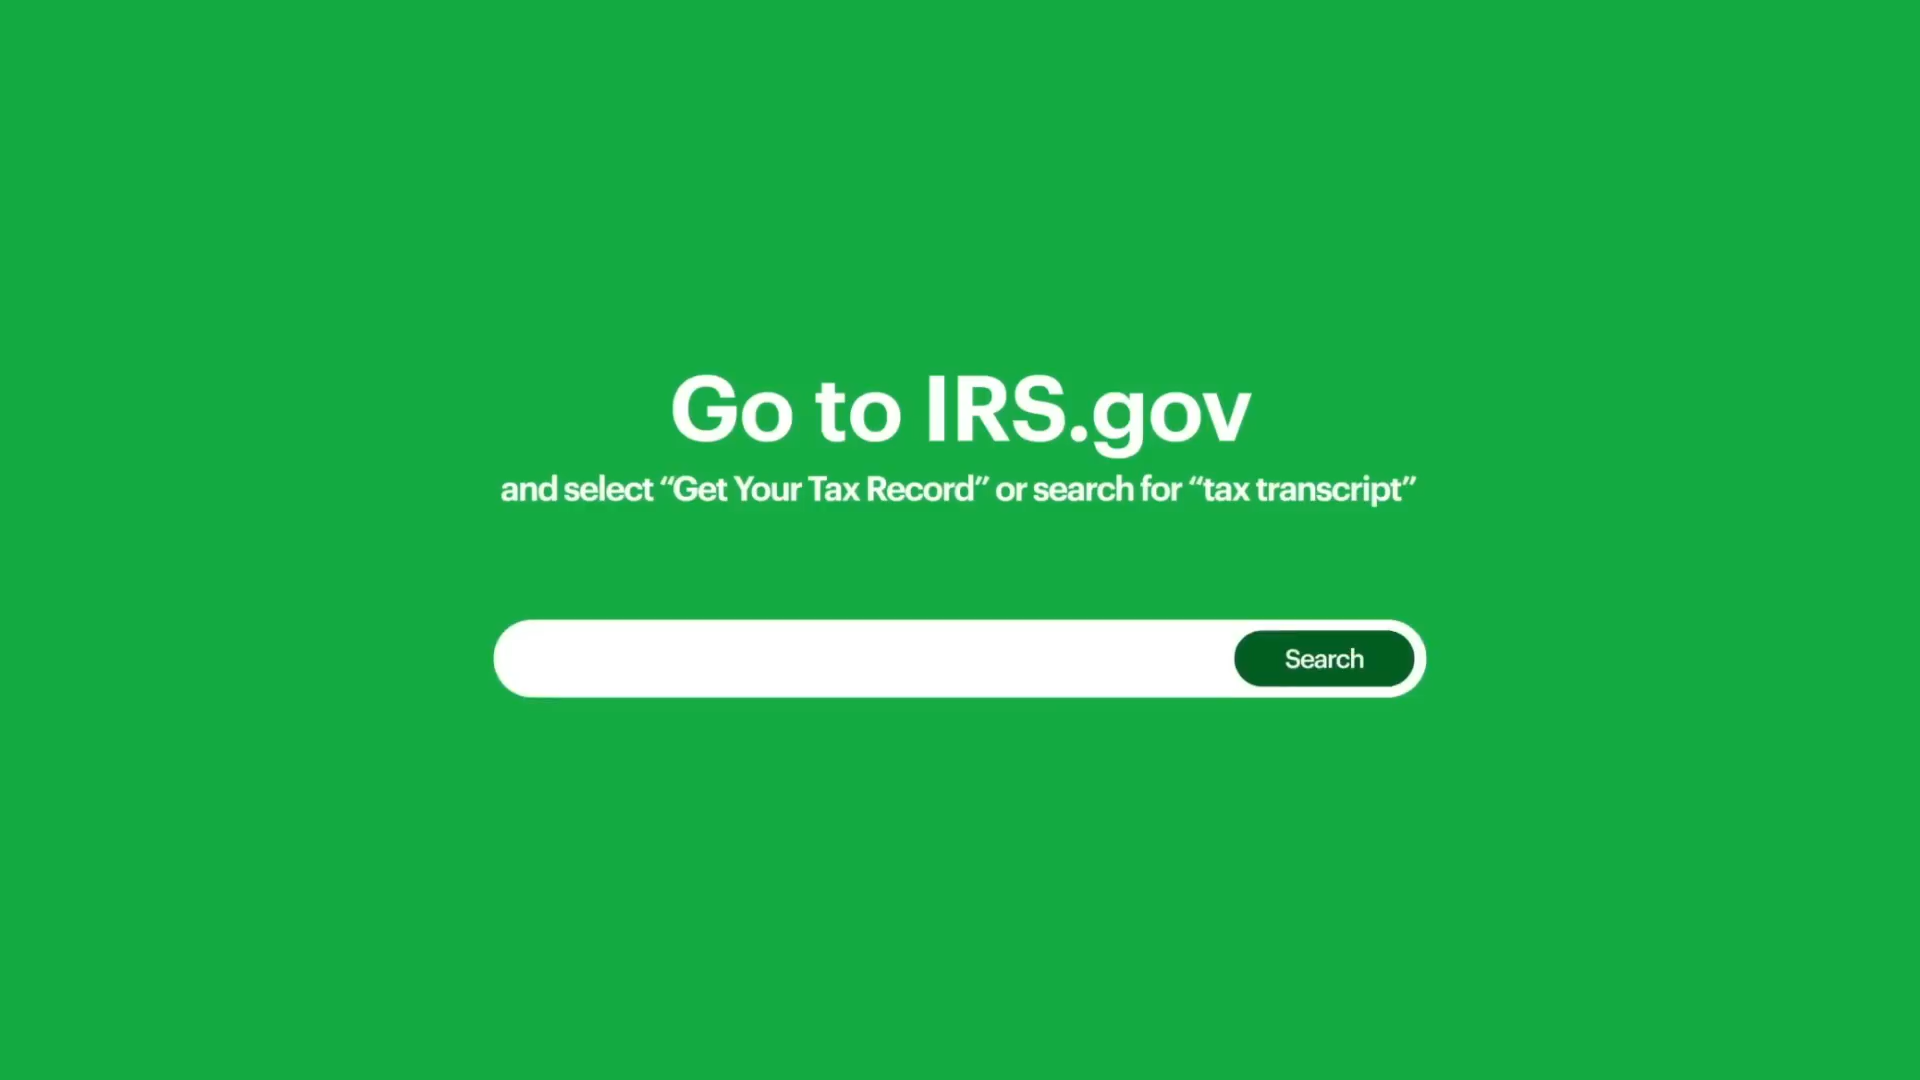 Go to IRS.gov
and select “Get Your Tax Record” or search for “tax transcript”
Search